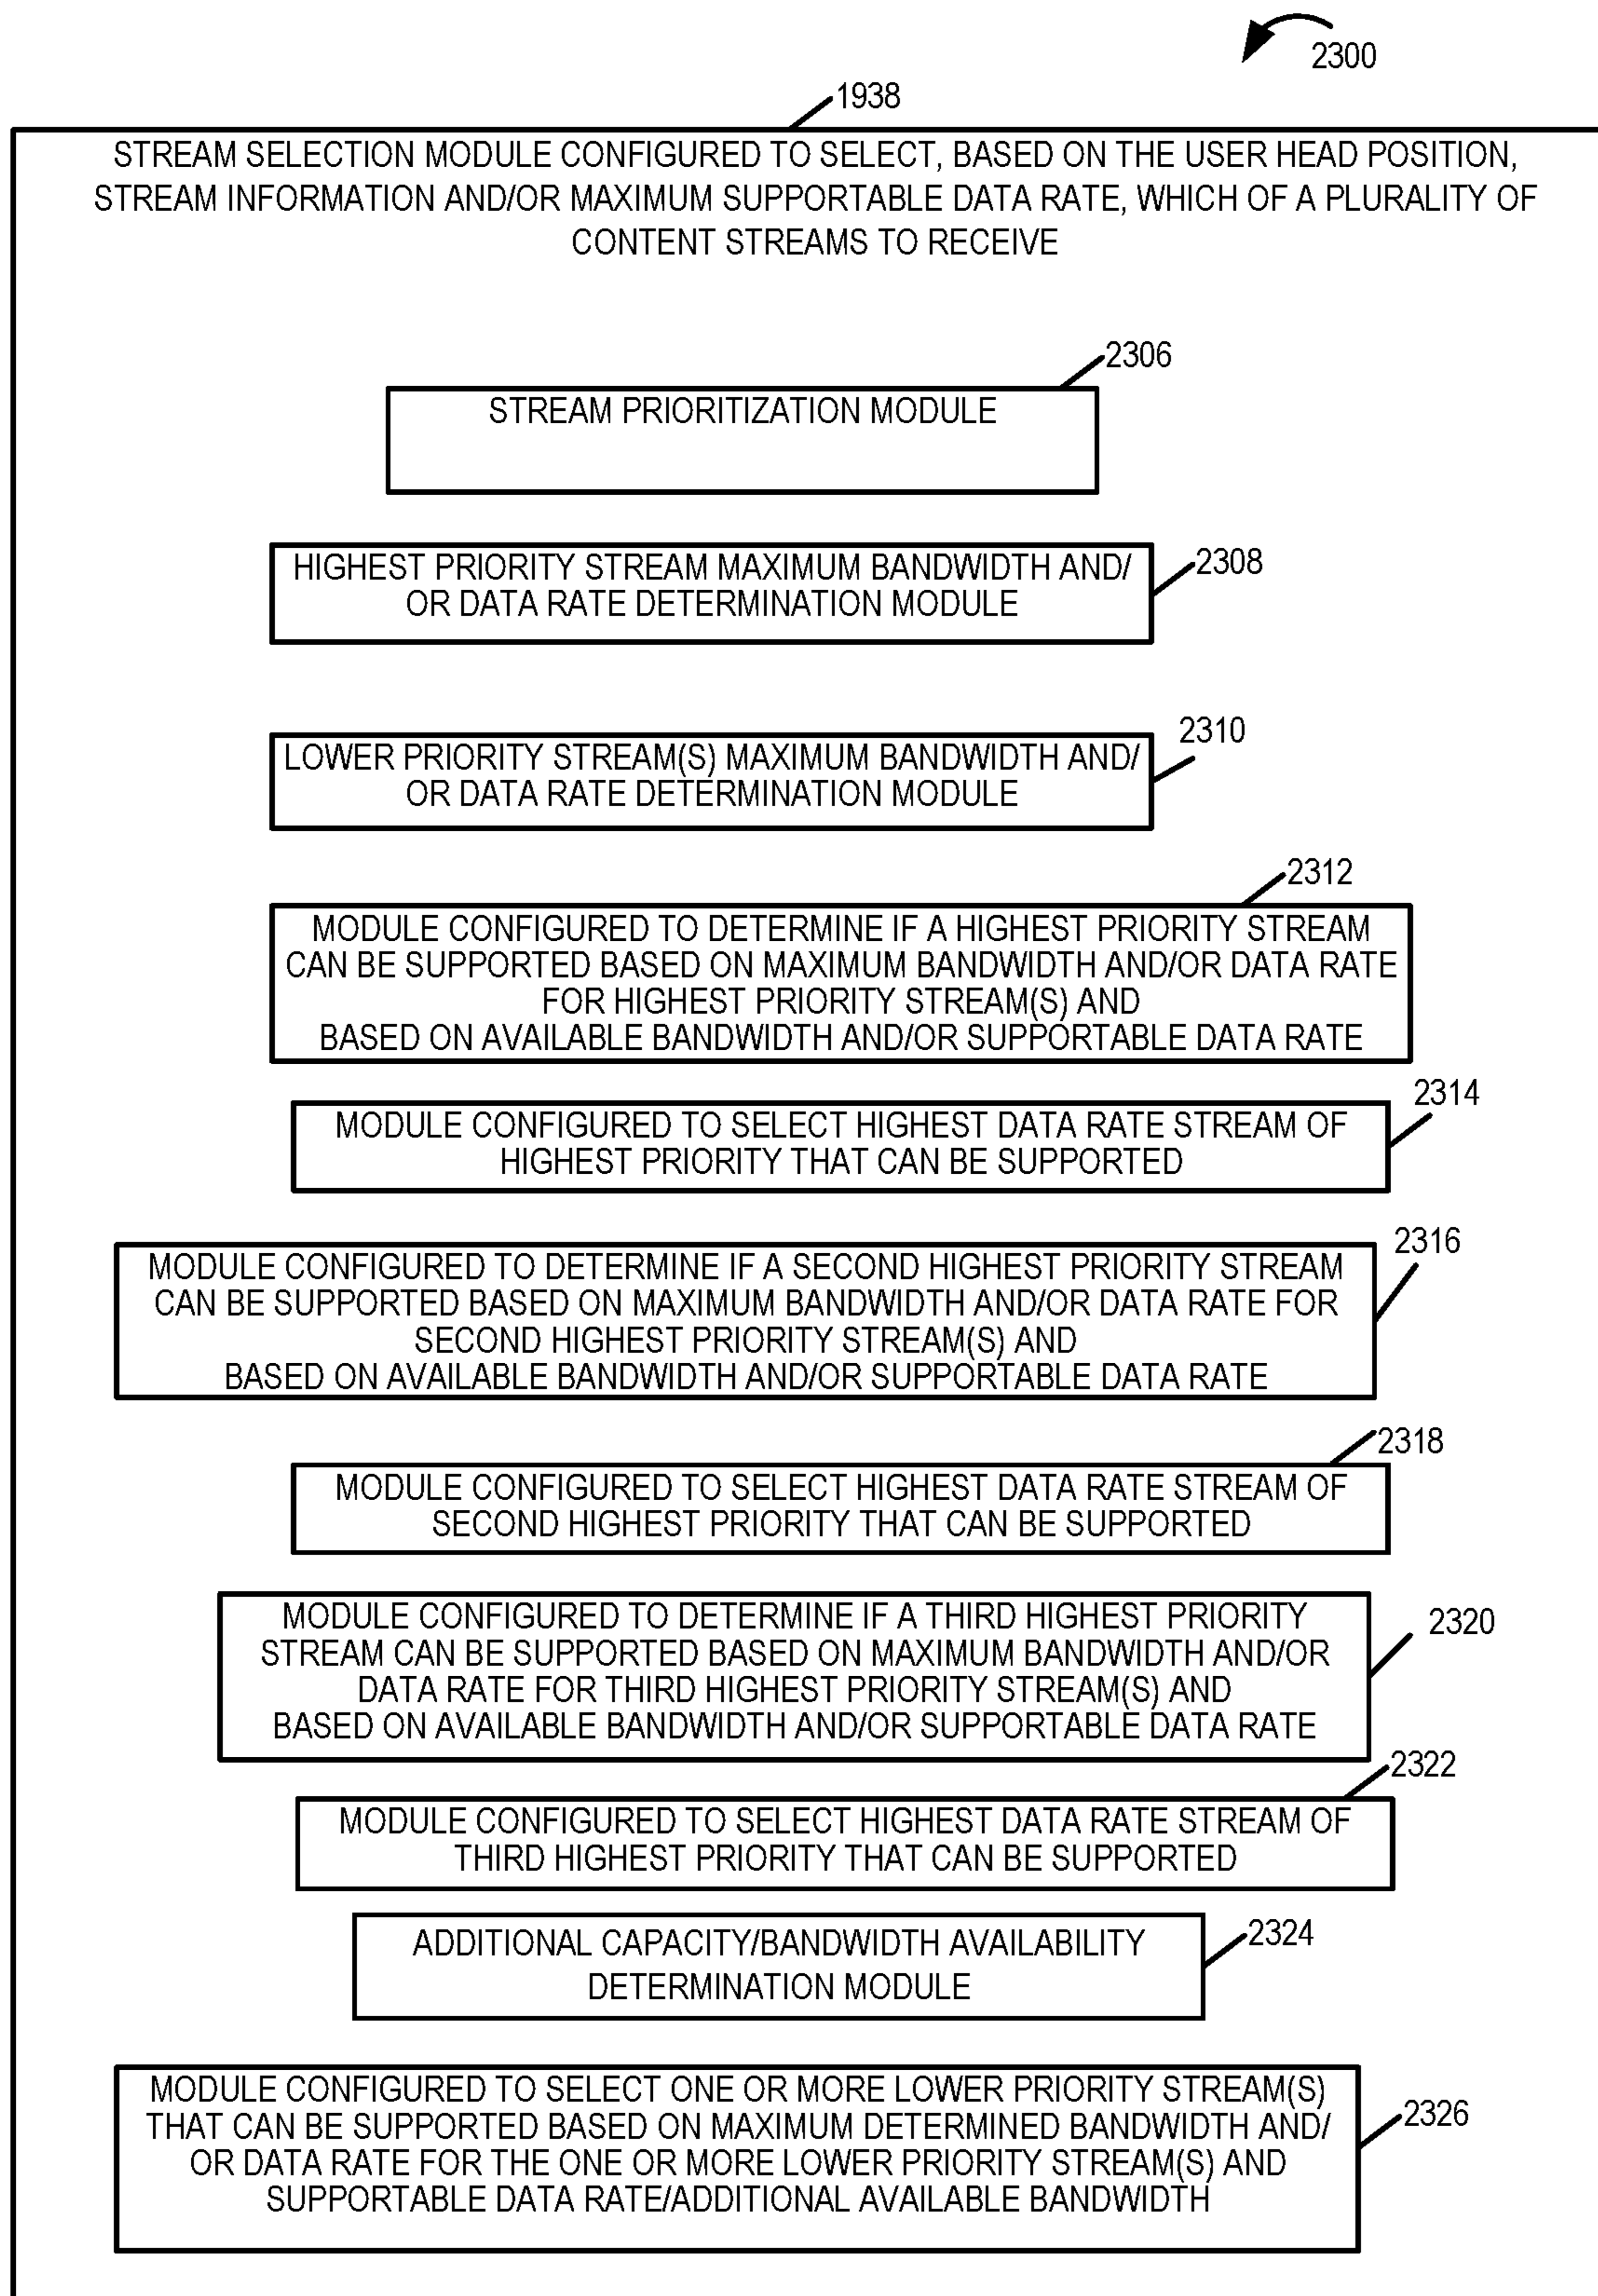 2300
1938
STREAM SELECTION MODULE CONFIGURED TO SELECT, BASED ON THE USER HEAD POSITION,
STREAM INFORMATION AND/OR MAXIMUM SUPPORTABLE DATA RATE, WHICH OF A PLURALITY OF
CONTENT STREAMS TO RECEIVE
2306
STREAM PRIORITIZATION MODULE
2308
HIGHEST PRIORITY STREAM MAXIMUM BANDWIDTH AND/
OR DATA RATE DETERMINATION MODULE
2310
LOWER PRIORITY STREAM(S) MAXIMUM BANDWIDTH AND/
OR DATA RATE DETERMINATION MODULE
2312
MODULE CONFIGURED TO DETERMINE IF A HIGHEST PRIORITY STREAM
CAN BE SUPPORTED BASED ON MAXIMUM BANDWIDTH AND/OR DATA RATE
FOR HIGHEST PRIORITY STREAM(S) AND
BASED ON AVAILABLE BANDWIDTH AND/OR SUPPORTABLE DATA RATE
2314
MODULE CONFIGURED TO SELECT HIGHEST DATA RATE STREAM OF
HIGHEST PRIORITY THAT CAN BE SUPPORTED
2316
MODULE CONFIGURED TO DETERMINE IF A SECOND HIGHEST PRIORITY STREAM
CAN BE SUPPORTED BASED ON MAXIMUM BANDWIDTH AND/OR DATA RATE FOR
SECOND HIGHEST PRIORITY STREAM(S) AND
BASED ON AVAILABLE BANDWIDTH AND/OR SUPPORTABLE DATA RATE
2318
MODULE CONFIGURED TO SELECT HIGHEST DATA RATE STREAM OF
SECOND HIGHEST PRIORITY THAT CAN BE SUPPORTED
2320
MODULE CONFIGURED TO DETERMINE IF A THIRD HIGHEST PRIORITY
STREAM CAN BE SUPPORTED BASED ON MAXIMUM BANDWIDTH AND/OR
DATA RATE FOR THIRD HIGHEST PRIORITY STREAM(S) AND
BASED ON AVAILABLE BANDWIDTH AND/OR SUPPORTABLE DATA RATE
2322
MODULE CONFIGURED TO SELECT HIGHEST DATA RATE STREAM OF
THIRD HIGHEST PRIORITY THAT CAN BE SUPPORTED
2324
ADDITIONAL CAPACITY/BANDWIDTH AVAILABILITY
DETERMINATION MODULE
2326
MODULE CONFIGURED TO SELECT ONE OR MORE LOWER PRIORITY STREAM(S)
THAT CAN BE SUPPORTED BASED ON MAXIMUM DETERMINED BANDWIDTH AND/
OR DATA RATE FOR THE ONE OR MORE LOWER PRIORITY STREAM(S) AND
SUPPORTABLE DATA RATE/ADDITIONAL AVAILABLE BANDWIDTH